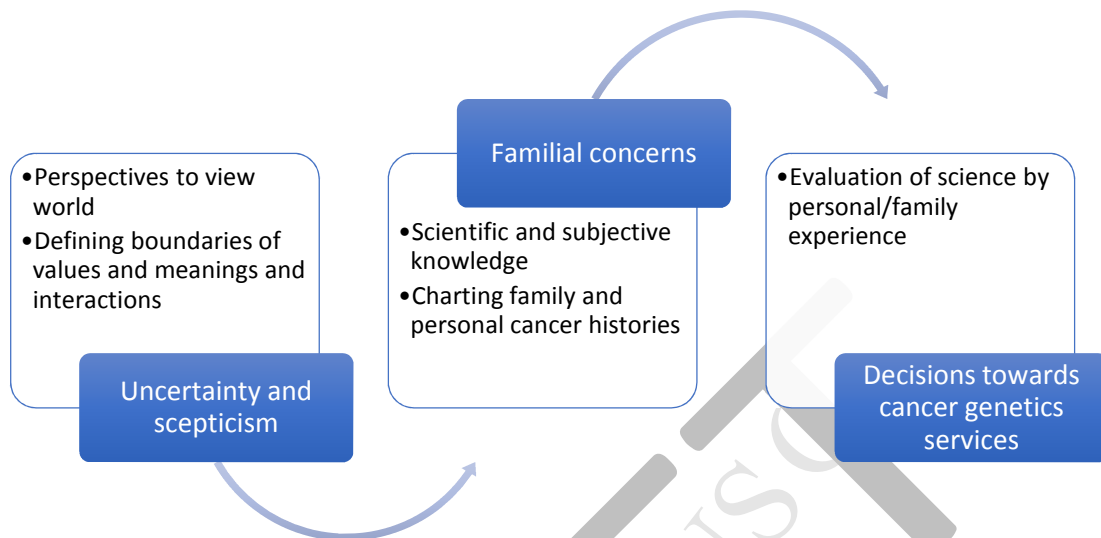 •Perspectives to view
world
•Defining boundaries of
values and meanings and
interactions
Uncertainty and
scepticism
Familial concerns
•Scientific and subjective
knowledge
•Charting family and
personal cancer histories
•Evaluation of science by
personal/family
experience
Decisions towards
cancer genetics
services